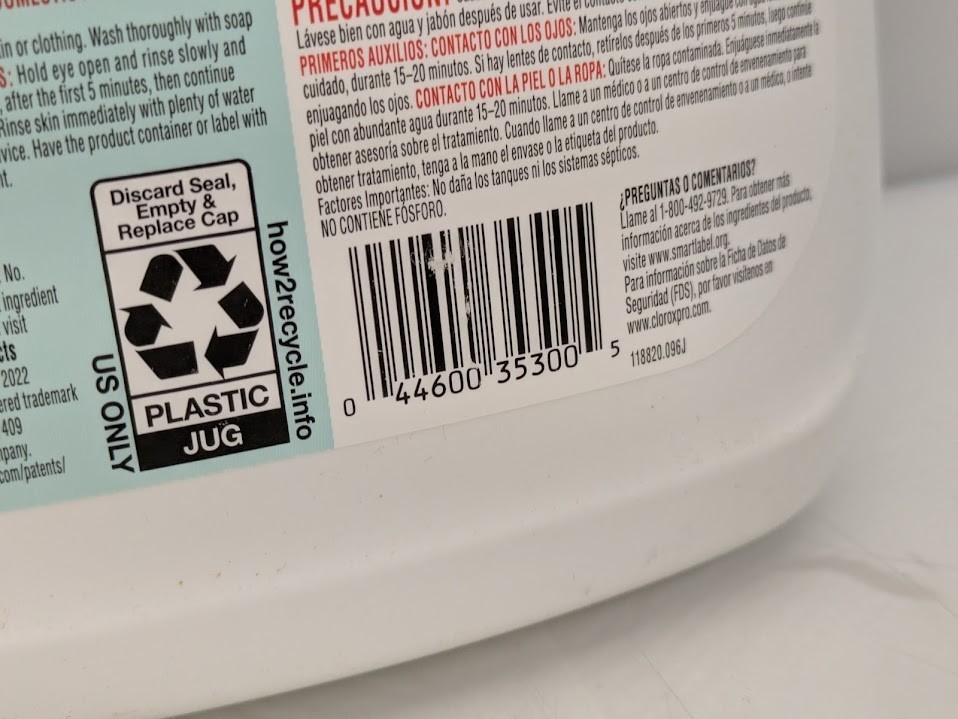 in or clothing. Wash thoroughly with soap
S: Hold eye open and rinse slowly and
, after the first 5 minutes, then continue
Rinse skin immediately with plenty of water
vice. Have the product container or label with
nt.
No.
ingredient
visit
cts
2022
ered trademark
409
mpany.
com/patents/
Discard Seal,
Empty &
Replace Cap
PLASTIC
JUG
US ONLY
how2recycle.info
PRECAUCIÓN:
Lávese bien con agua y jabón después de usar. Evite el contacto
PRIMEROS AUXILIOS: CONTACTO CON LOS OJOS: Mantenga los ojos abiertos y enjuague con agua
cuidado, durante 15–20 minutos. Si hay lentes de contacto, retírelos después de los primeros 5 minutos, luego continúe
enjuagando los ojos. CONTACTO CON LA PIEL O LA ROPA: Quítese la ropa contaminada. Enjuáguese inmediatamente la
piel con abundante agua durante 15–20 minutos. Llame a un médico o a un centro de control de envenenamiento para
obtener asesoría sobre el tratamiento. Cuando llame a un centro de control de envenenamiento o a un médico, o intente
obtener tratamiento, tenga a la mano el envase o la etiqueta del producto.
Factores Importantes: No daña los tanques ni los sistemas sépticos.
NO CONTIENE FÓSFORO.
0 44600 35300 5
¿PREGUNTAS O COMENTARIOS?
Llame al 1-800-492-9729. Para obtener más
información acerca de los ingredientes del producto,
visite www.smartlabel.org.
Para información sobre la Ficha de Datos de
Seguridad (FDS), por favor visítenos en
www.cloroxpro.com.
118820.096J